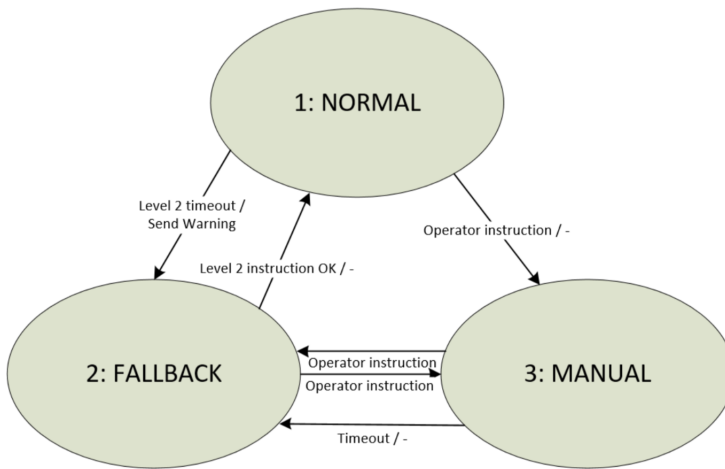 1: NORMAL
Level 2 timeout /
Send Warning
Operator instruction / -
Level 2 instruction OK / -
2: FALLBACK
Operator instruction
Operator instruction
3: MANUAL
Timeout / -